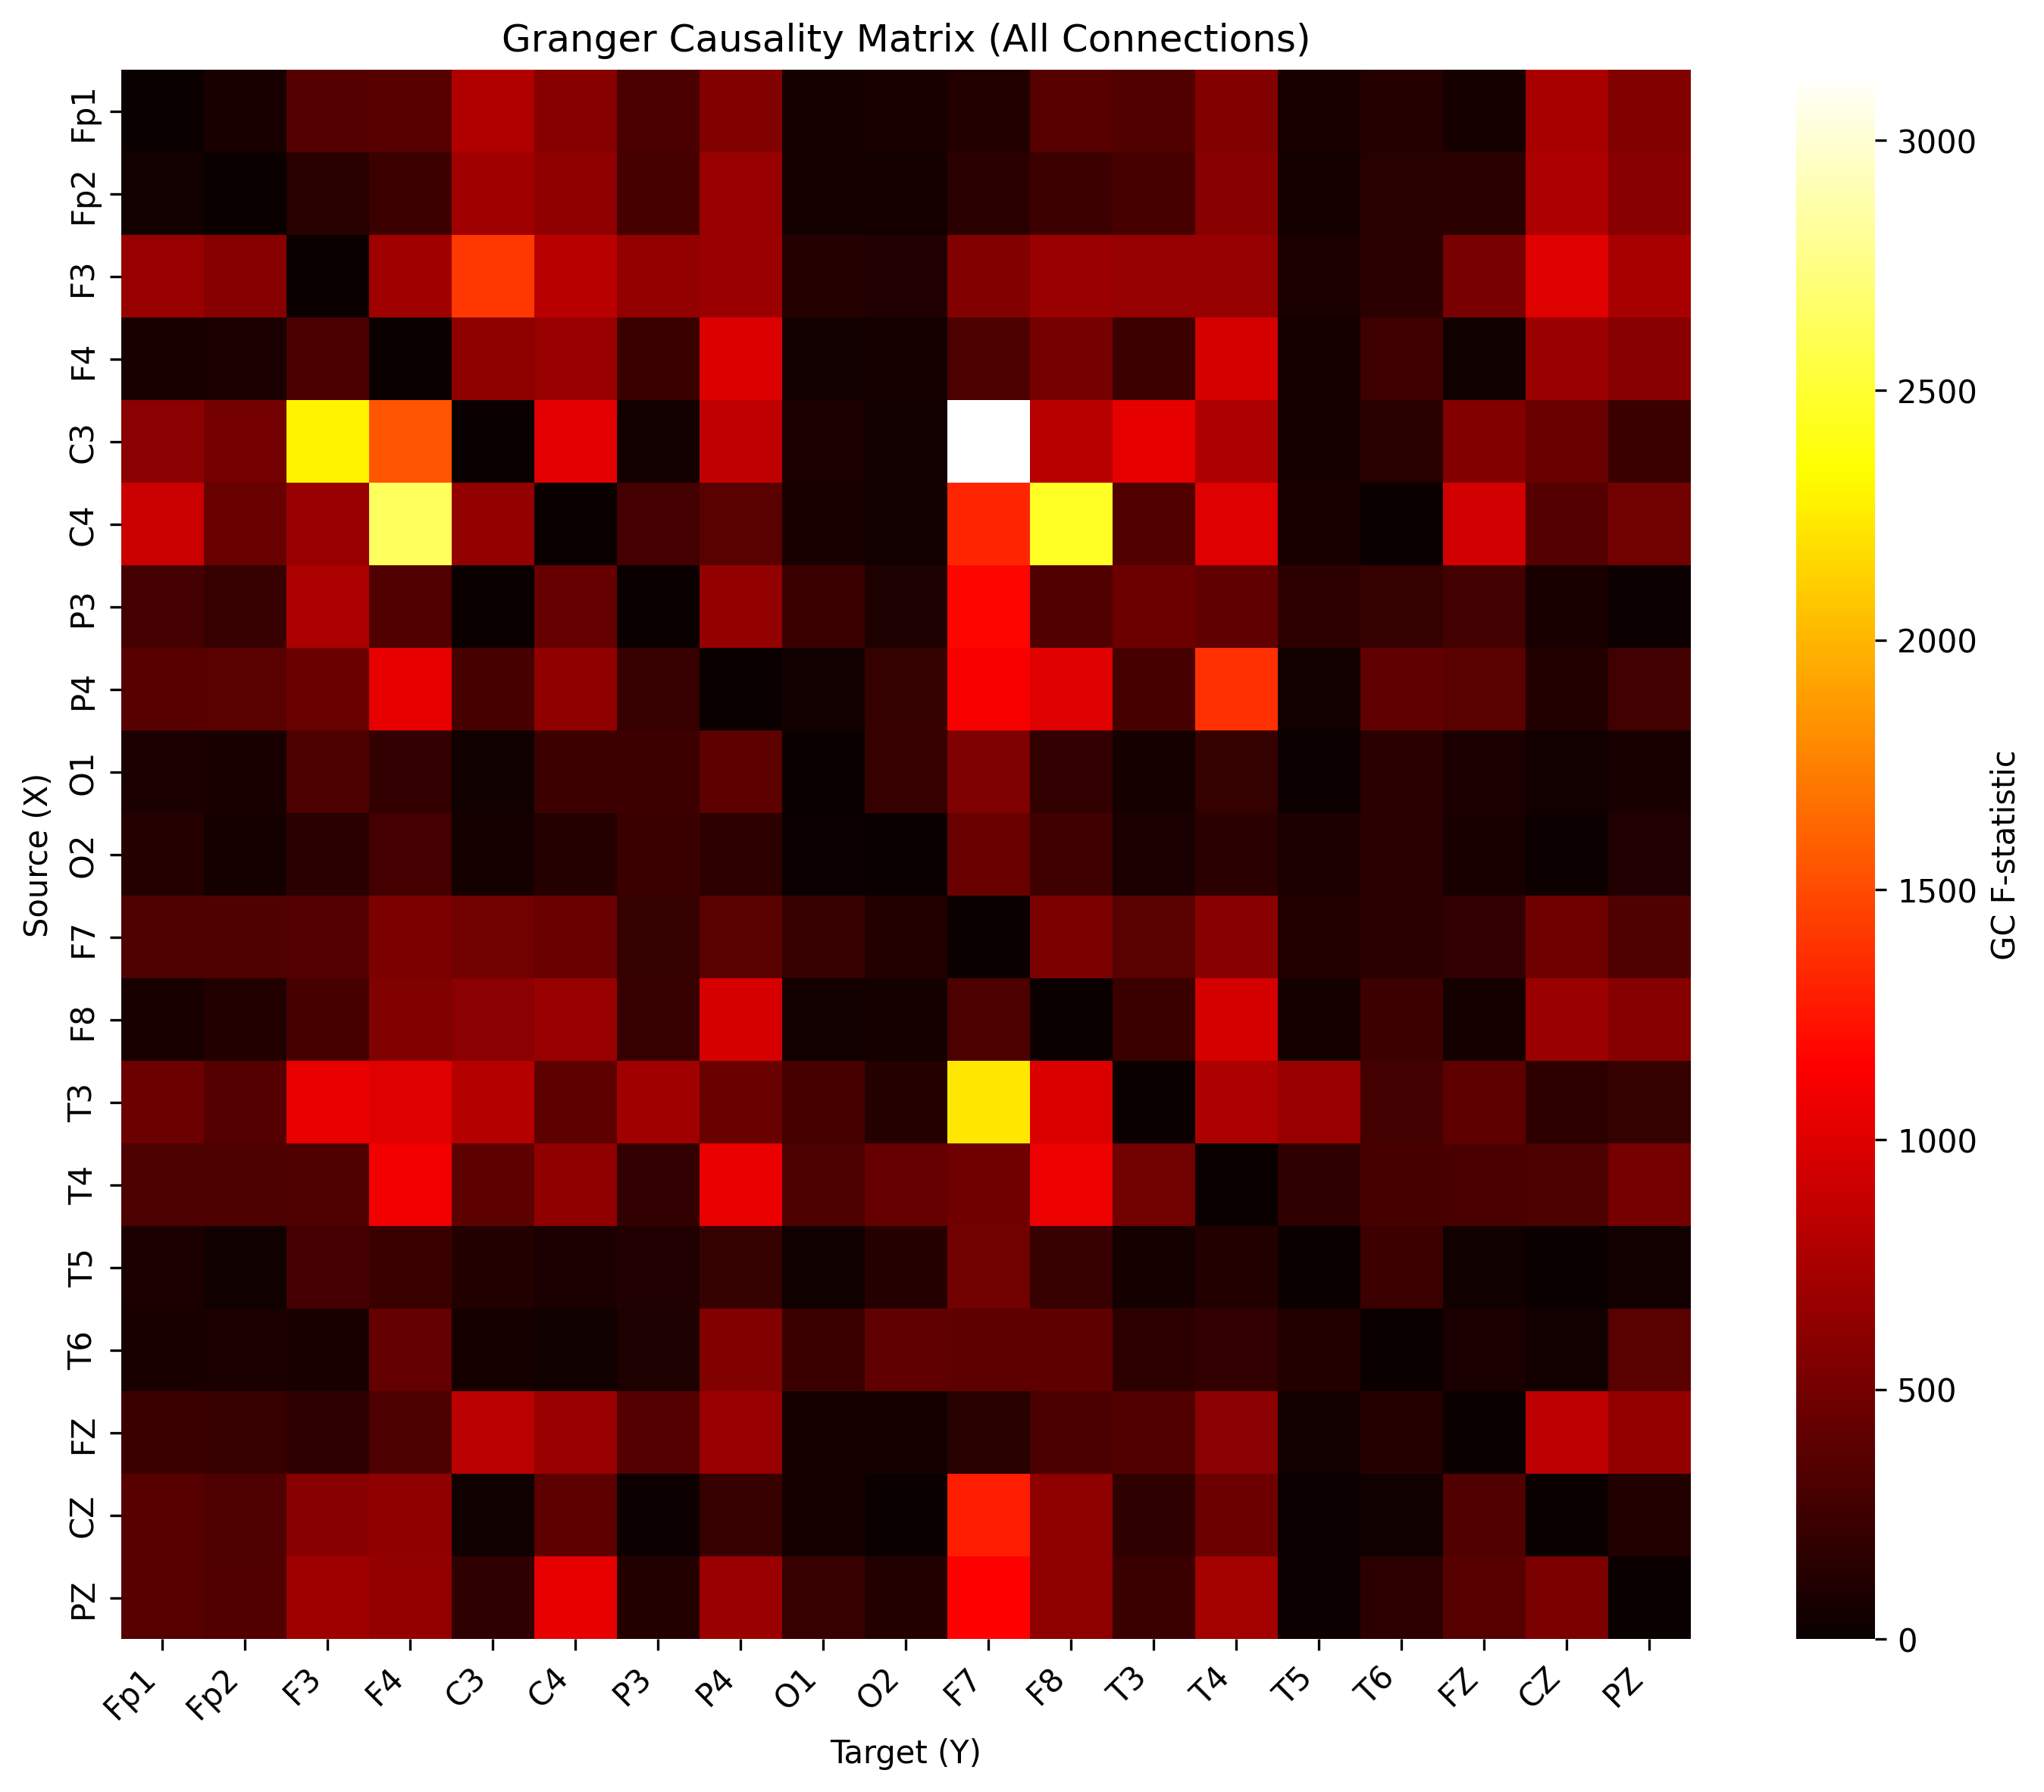 Granger Causality Matrix (All Connections)
Fp1
Fp2
F3
F4
C3
C4
P3
P4
O1
O2
F7
F8
T3
T4
T5
T6
FZ
CZ
PZ
Source (X)
Fp1 Fp2 F3 F4 C3 C4 P3 P4 O1 O2 F7 F8 T3 T4 T5 T6 FZ CZ PZ
Target (Y)
3000
2500
2000
1500
1000
500
0
GC F-statistic